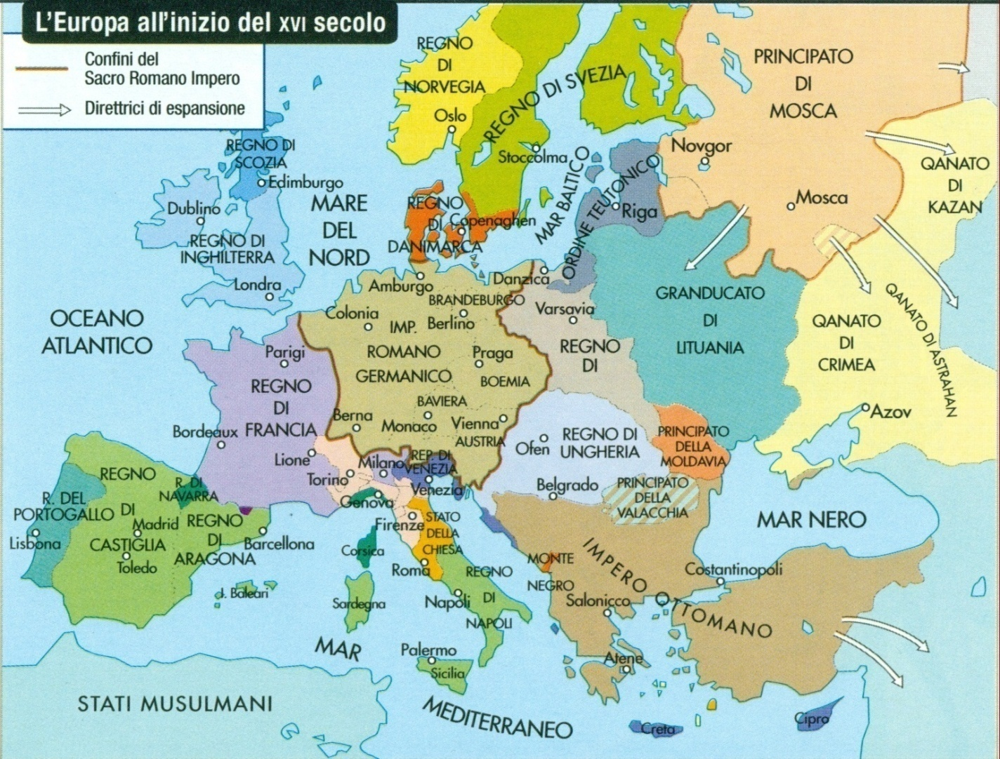 L'Europa all'inizio del XVI secolo
Confini del
Sacro Romano Impero
Direttrici di espansione
REGNO
DI
NORVEGIA
Oslo
REGNO DI SVEZIA
Stoccolma
PRINCIPATO
DI
MOSCA
Novgor
Mosca
QANATO
DI
KAZAN
REGNO DI
SCOZIA
Edimburgo
Dublino
REGNO DI
INGHILTERRA
Londra
MARE
DEL
NORD
REGNO
DI
DANIMARCA
Copenaghen
MAR BALTICO
ORDINE TEUTONICO
Riga
OCEANO
ATLANTICO
Amburgo
Danzica
BRANDEBURGO
Colonia
Berlino
IMP.
ROMANO
GERMANICO
Praga
BOEMIA
BAVIERA
Berna
Monaco
Vienna
AUSTRIA
Varsavia
REGNO
DI
GRANDUCATO
DI
LITUANIA
QANATO
DI
CRIMEA
QANATO DI ASTRAHAN
Azov
Parigi
REGNO
DI
FRANCIA
Bordeaux
Lione
Torino
Milano
REP. DI
VENEZIA
Venezia
Genova
Firenze
STATO
DELLA
CHIESA
Roma
Corsica
Sardegna
REGNO
DI
NAPOLI
Napoli
Palermo
Sicilia
Ofen
REGNO DI
UNGHERIA
Belgrado
PRINCIPATO
DELLA
MOLDAVIA
PRINCIPATO
DELLA
VALACCHIA
MAR NERO
REGNO
DI
CASTIGLIA
R. DEL
PORTOGALLO
Lisbona
Madrid
Toledo
R. DI
NAVARRA
REGNO
DI
ARAGONA
Barcellona
I. Baleari
MONTE
NEGRO
IMPERO OTTOMANO
Costantinopoli
Salonicco
Atene
Creta
Cipro
MAR
MEDITERRANEO
STATI MUSULMANI